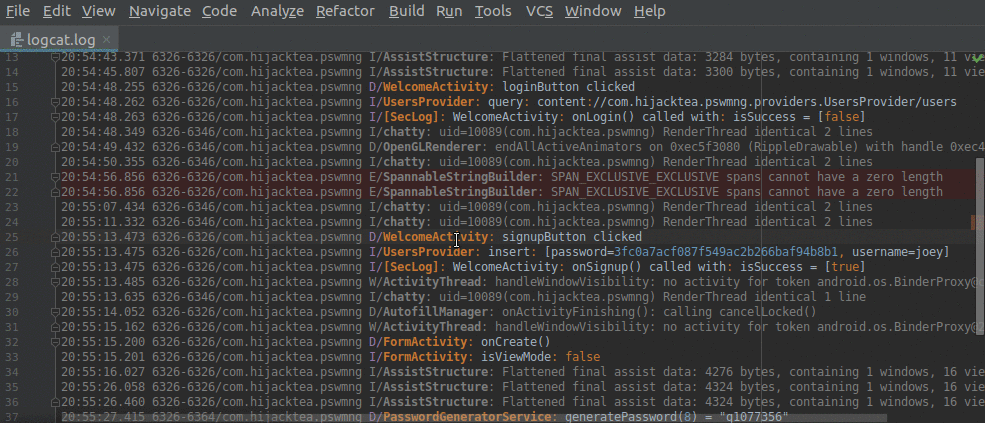 File Edit View Navigate Code Analyze Refactor Build Run Tools VCS Window Help
logcat.log
13 20:54:43.371 6326-6326/com.hijacktea.pswmng I/AssistStructure: Flattened final assist data: 3284 bytes, containing 1 windows, 11 vie
14 20:54:45.807 6326-6326/com.hijacktea.pswmng I/AssistStructure: Flattened final assist data: 3300 bytes, containing 1 windows, 11 vie
15 20:54:48.255 6326-6326/com.hijacktea.pswmng D/WelcomeActivity: loginButton clicked
16 20:54:48.262 6326-6326/com.hijacktea.pswmng I/UsersProvider: query: content://com.hijacktea.pswmng.providers.UsersProvider/users
17 20:54:48.263 6326-6326/com.hijacktea.pswmng I/[SecLog]: WelcomeActivity: onLogin() called with: isSuccess = [false]
18 20:54:48.349 6326-6346/com.hijacktea.pswmng I/chatty: uid=10089(com.hijacktea.pswmng) RenderThread identical 2 lines
19 20:54:49.432 6326-6346/com.hijacktea.pswmng D/OpenGLRenderer: endAllActiveAnimators on 0xec5f3080 (RippleDrawable) with handle 0xec4
20 20:54:50.355 6326-6346/com.hijacktea.pswmng I/chatty: uid=10089(com.hijacktea.pswmng) RenderThread identical 2 lines
21 20:54:56.856 6326-6326/com.hijacktea.pswmng E/SpannableStringBuilder: SPAN_EXCLUSIVE_EXCLUSIVE spans cannot have a zero length
22 20:54:56.856 6326-6326/com.hijacktea.pswmng E/SpannableStringBuilder: SPAN_EXCLUSIVE_EXCLUSIVE spans cannot have a zero length
23 20:55:07.434 6326-6346/com.hijacktea.pswmng I/chatty: uid=10089(com.hijacktea.pswmng) RenderThread identical 2 lines
24 20:55:11.332 6326-6346/com.hijacktea.pswmng I/chatty: uid=10089(com.hijacktea.pswmng) RenderThread identical 2 lines
25 20:55:13.473 6326-6326/com.hijacktea.pswmng D/WelcomeActivity: signupButton clicked
26 20:55:13.475 6326-6326/com.hijacktea.pswmng I/UsersProvider: insert: [password=3fc0a7acf087f549ac2b266baf94b8b1, username=joey]
27 20:55:13.475 6326-6326/com.hijacktea.pswmng I/[SecLog]: WelcomeActivity: onSignup() called with: isSuccess = [true]
28 20:55:13.485 6326-6326/com.hijacktea.pswmng W/ActivityThread: handleWindowVisibility: no activity for token android.os.BinderProxy@
29 20:55:13.635 6326-6346/com.hijacktea.pswmng I/chatty: uid=10089(com.hijacktea.pswmng) RenderThread identical 1 line
30 20:55:14.052 6326-6326/com.hijacktea.pswmng D/AutofillManager: onActivityFinishing(): calling cancelLocked()
31 20:55:15.162 6326-6326/com.hijacktea.pswmng W/ActivityThread: handleWindowVisibility: no activity for token android.os.BinderProxy@
32 20:55:15.200 6326-6326/com.hijacktea.pswmng D/FormActivity: onCreate()
33 20:55:15.201 6326-6326/com.hijacktea.pswmng I/FormActivity: isViewMode: false
34 20:55:16.027 6326-6326/com.hijacktea.pswmng I/AssistStructure: Flattened final assist data: 4276 bytes, containing 1 windows, 16 vie
35 20:55:26.058 6326-6326/com.hijacktea.pswmng I/AssistStructure: Flattened final assist data: 4324 bytes, containing 1 windows, 16 vie
36 20:55:26.460 6326-6326/com.hijacktea.pswmng I/AssistStructure: Flattened final assist data: 4324 bytes, containing 1 windows, 16 vie
37 20:55:27.415 6326-6364/com.hijacktea.pswmng D/PasswordGeneratorService: generatePassword(8) = "q1077356"